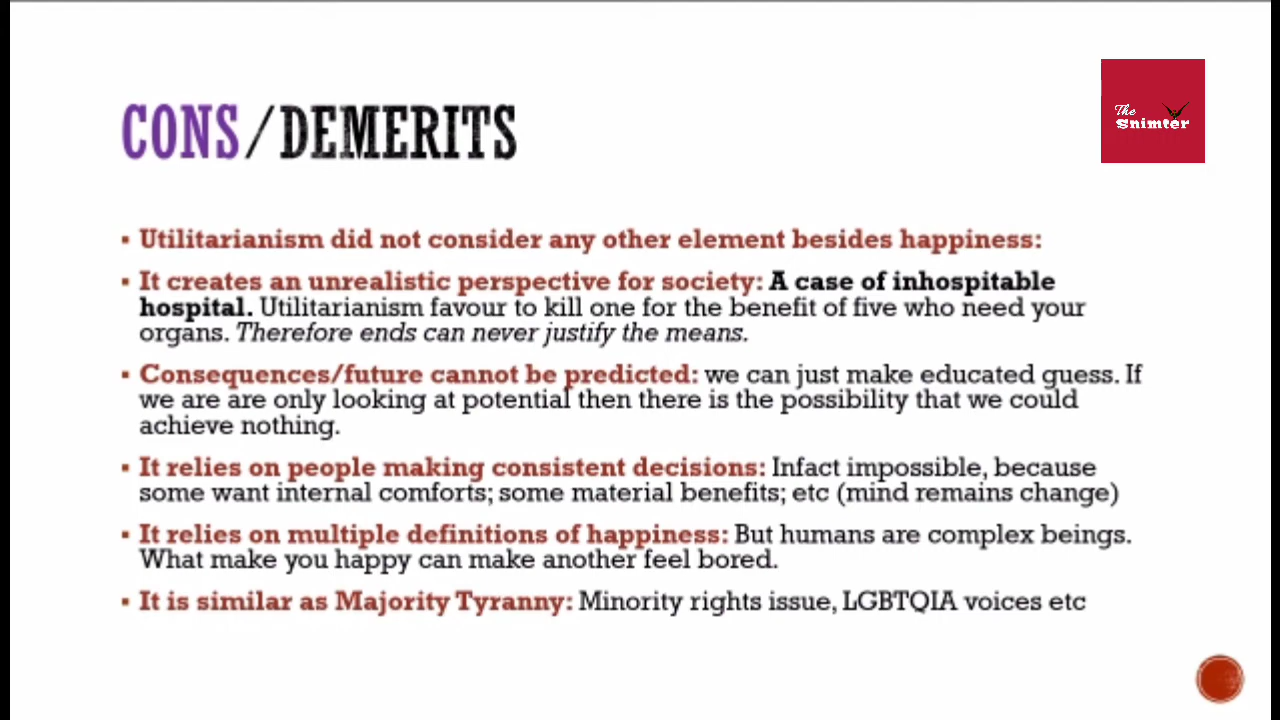 CONS/DEMERITS
The
Snimter
▪ Utilitarianism did not consider any other element besides happiness:
▪ It creates an unrealistic perspective for society: A case of inhospitable
hospital. Utilitarianism favour to kill one for the benefit of five who need your
organs. Therefore ends can never justify the means.
▪ Consequences/future cannot be predicted: we can just make educated guess. If
we are are only looking at potential then there is the possibility that we could
achieve nothing.
▪ It relies on people making consistent decisions: Infact impossible, because
some want internal comforts; some material benefits; etc (mind remains change)
▪ It relies on multiple definitions of happiness: But humans are complex beings.
What make you happy can make another feel bored.
▪ It is similar as Majority Tyranny: Minority rights issue, LGBTQIA voices etc